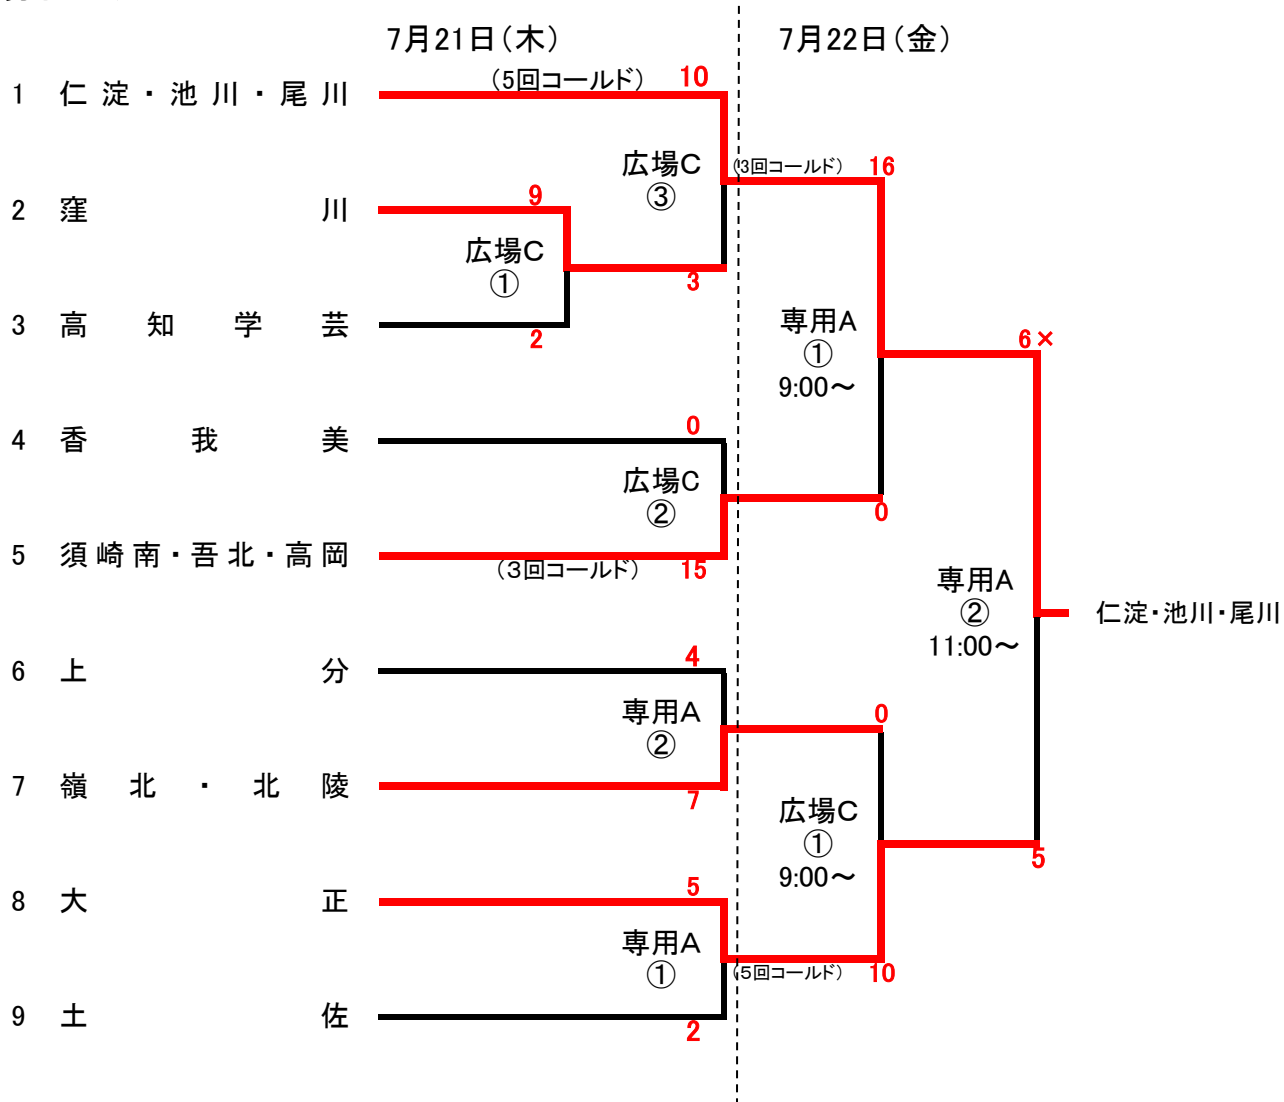 7月21日(木)
7月22日(金)
(5回コールド) 10
1 仁淀・池川・尾川
広場C
③
(3回コールド) 16
9
2 窪川
広場C
①
3
3 高知学芸
2
専用A
①
9:00～
6×
0
4 香我美
広場C
②
0
5 須崎南・吾北・高岡
(3回コールド) 15
専用A
②
11:00～
仁淀・池川・尾川
4
6 上分
専用A
②
0
7 嶺北・北陵
7
広場C
①
9:00～
5
5
8 大正
専用A
①
(5回コールド) 10
9 土佐
2